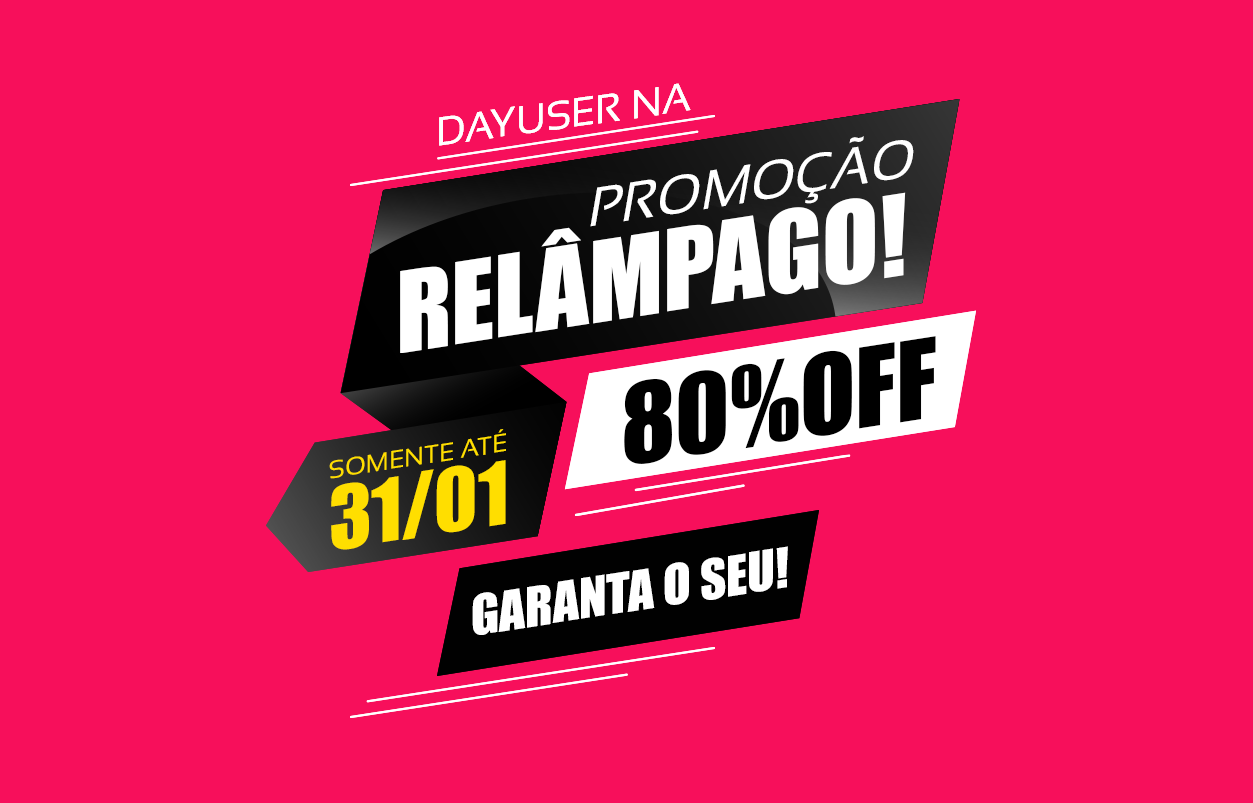 DAYUSER NA
PROMOÇÃO
RELÂMPAGO!
80%OFF
SOMENTE ATÉ
31/01
GARANTA O SEU!